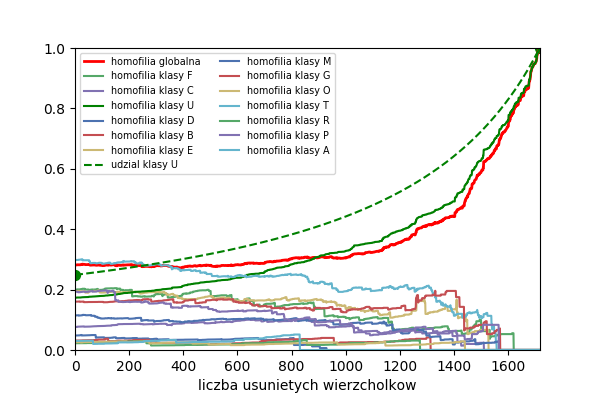 1.0
0.8
0.6
0.4
0.2
0.0
homofilia globalna
homofilia klasy F
homofilia klasy C
homofilia klasy U
homofilia klasy D
homofilia klasy B
homofilia klasy E
udzial klasy U
homofilia klasy M
homofilia klasy G
homofilia klasy O
homofilia klasy T
homofilia klasy R
homofilia klasy P
homofilia klasy A
0 200 400 600 800 1000 1200 1400 1600
liczba usunietych wierzcholkow